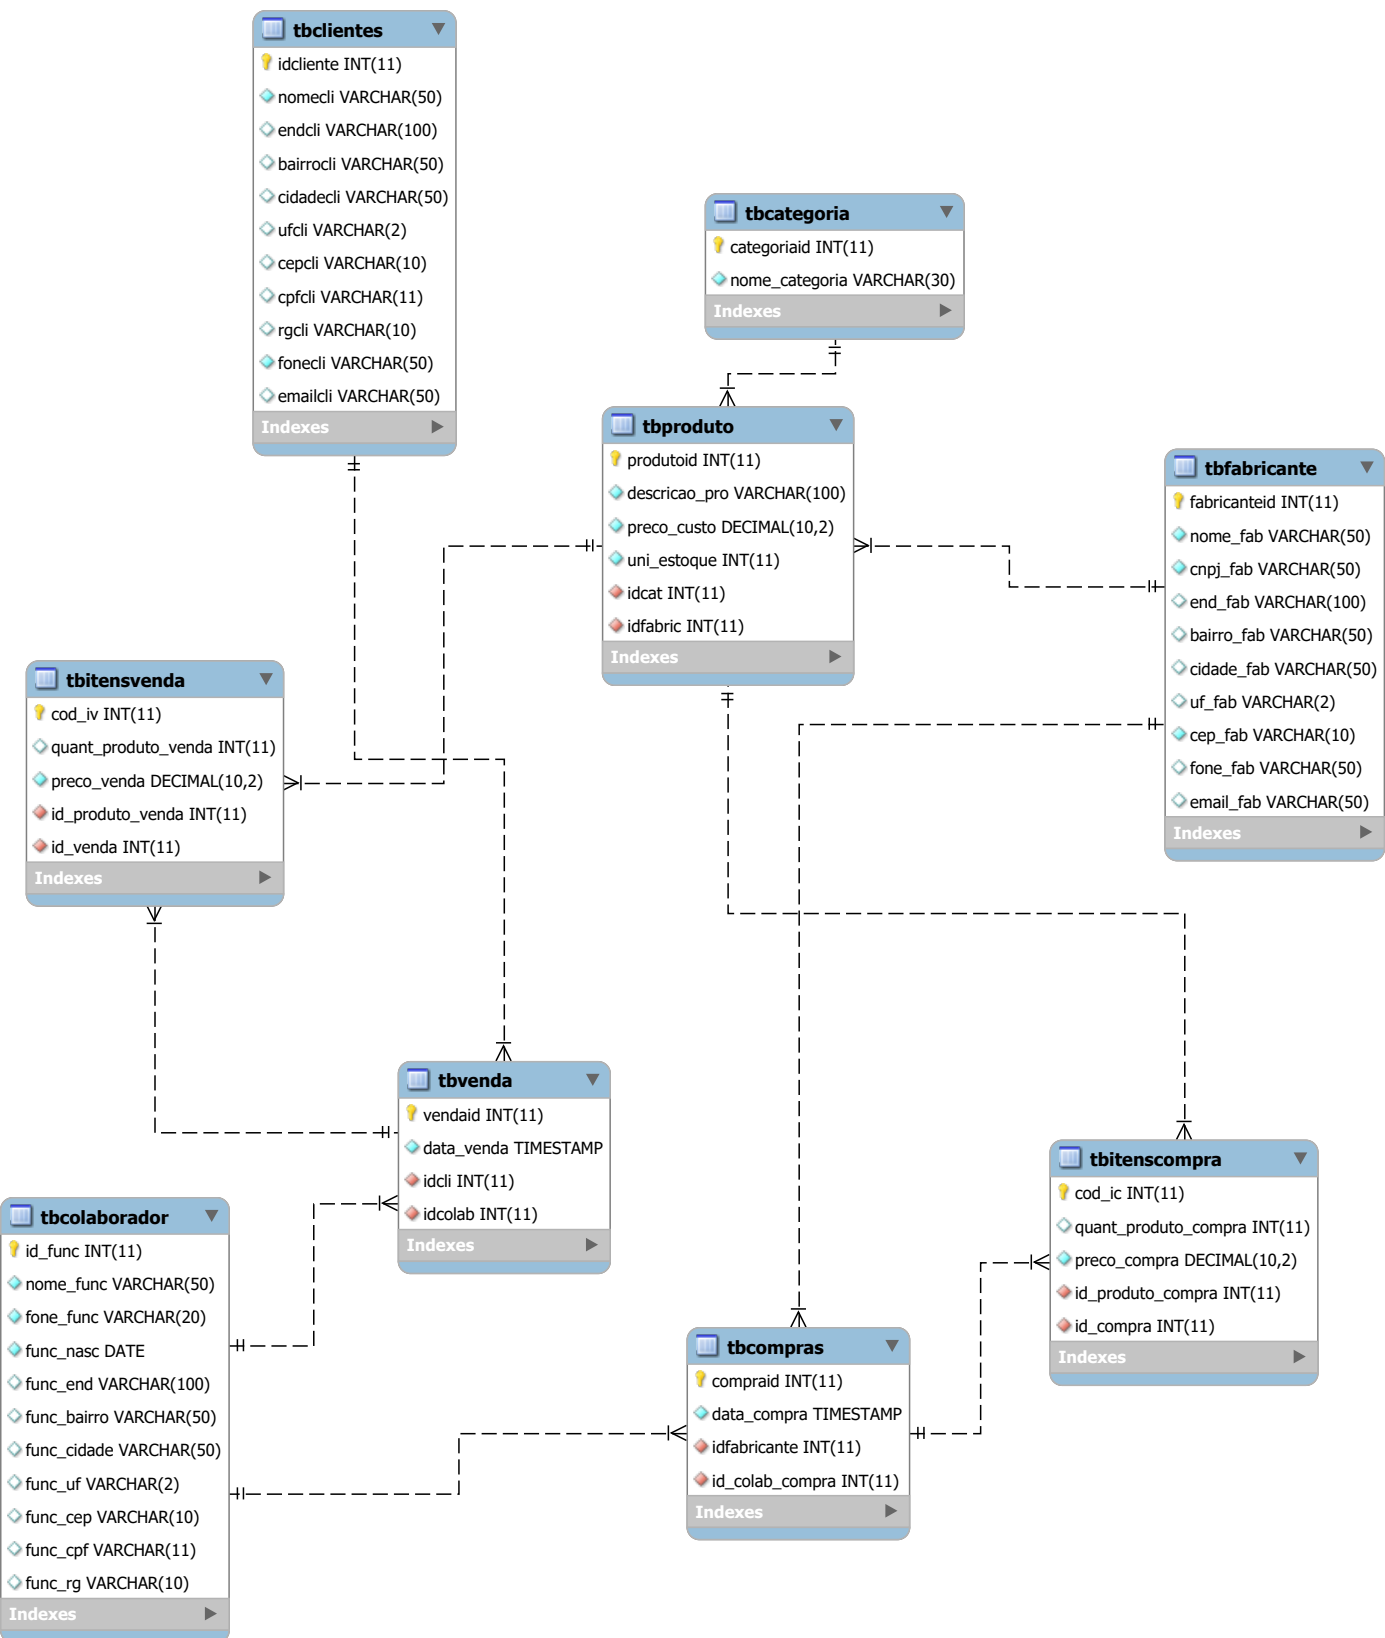 tbclientes
idcliente INT(11)
nomecli VARCHAR(50)
endcli VARCHAR(100)
bairrocli VARCHAR(50)
cidadecli VARCHAR(50)
ufcli VARCHAR(2)
cepcli VARCHAR(10)
cpfcli VARCHAR(11)
rgcli VARCHAR(10)
fonecli VARCHAR(50)
emailcli VARCHAR(50)
Indexes
tbcategoria
categoriaid INT(11)
nome_categoria VARCHAR(30)
Indexes
tbproduto
produtoid INT(11)
descricao_pro VARCHAR(100)
preco_custo DECIMAL(10,2)
uni_estoque INT(11)
idcat INT(11)
idfabric INT(11)
Indexes
tbfabricante
fabricanteid INT(11)
nome_fab VARCHAR(50)
cnpj_fab VARCHAR(50)
end_fab VARCHAR(100)
bairro_fab VARCHAR(50)
cidade_fab VARCHAR(50)
uf_fab VARCHAR(2)
cep_fab VARCHAR(10)
fone_fab VARCHAR(50)
email_fab VARCHAR(50)
Indexes
tbitensvenda
cod_iv INT(11)
quant_produto_venda INT(11)
preco_venda DECIMAL(10,2)
id_produto_venda INT(11)
id_venda INT(11)
Indexes
tbvenda
vendaid INT(11)
data_venda TIMESTAMP
idcli INT(11)
idcolab INT(11)
Indexes
tbitenscompra
cod_ic INT(11)
quant_produto_compra INT(11)
preco_compra DECIMAL(10,2)
id_produto_compra INT(11)
id_compra INT(11)
Indexes
tbcolaborador
id_func INT(11)
nome_func VARCHAR(50)
fone_func VARCHAR(20)
func_nasc DATE
func_end VARCHAR(100)
func_bairro VARCHAR(50)
func_cidade VARCHAR(50)
func_uf VARCHAR(2)
func_cep VARCHAR(10)
func_cpf VARCHAR(11)
func_rg VARCHAR(10)
Indexes
tbcompras
compraid INT(11)
data_compra TIMESTAMP
idfabricante INT(11)
id_colab_compra INT(11)
Indexes